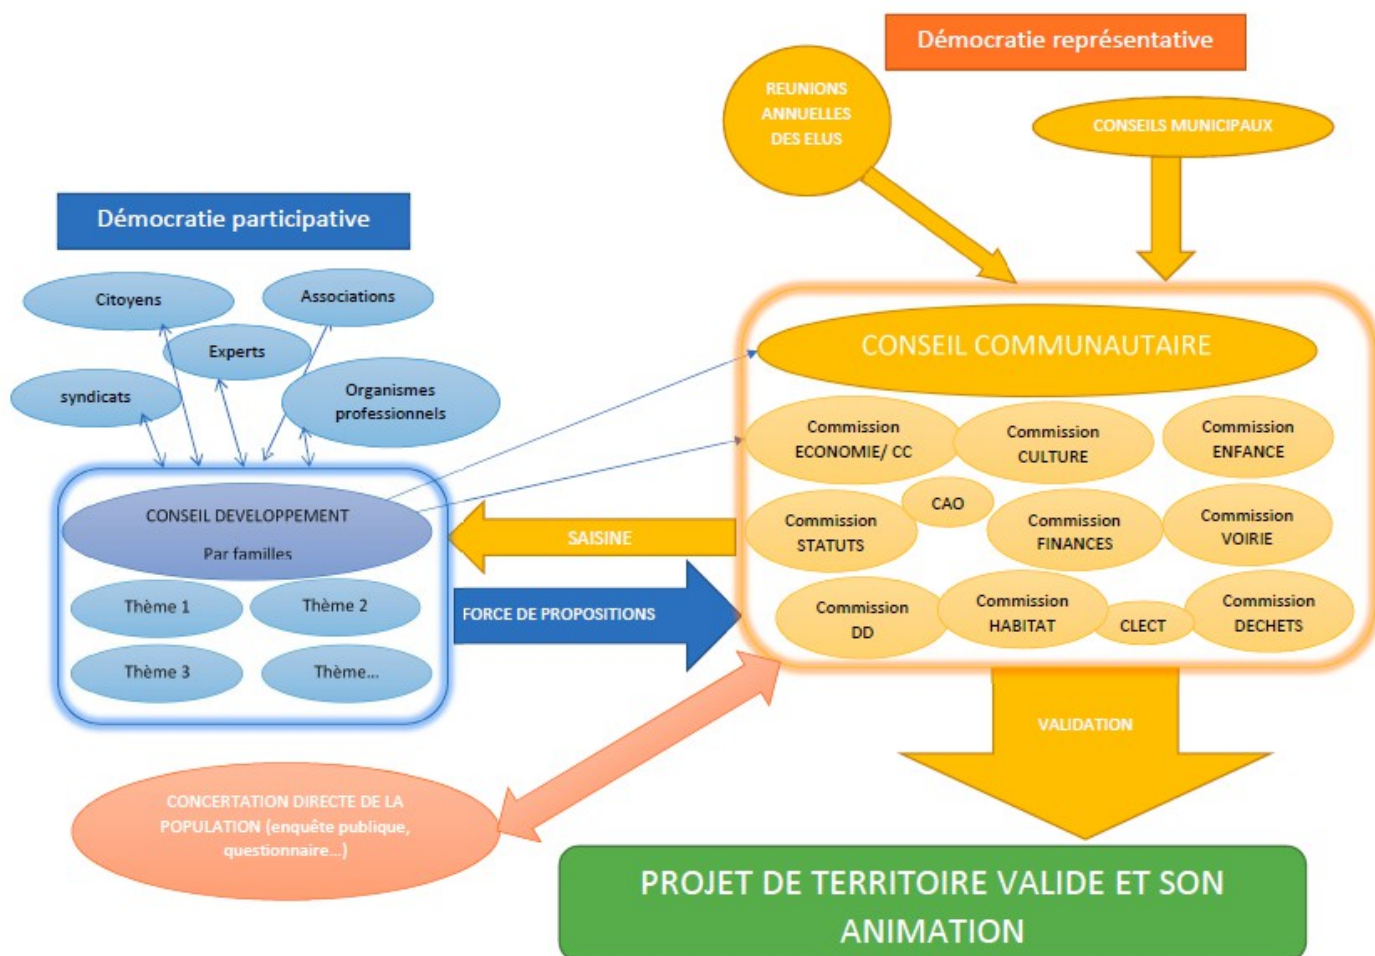 Démocratie représentative
REUNIONS
ANNUELLES
DES ELUS
CONSEILS MUNICIPAUX
Démocratie participative
Citoyens
Associations
Experts
syndicats
Organismes
professionnels
CONSEIL COMMUNAUTAIRE
Commission
ECONOMIE/ CC
Commission
CULTURE
Commission
ENFANCE
CAO
Commission
STATUTS
Commission
FINANCES
Commission
VOIRIE
Commission
DD
Commission
HABITAT
CLECT
Commission
DECHETS
CONSEIL DEVELOPPEMENT
Par familles
Thème 1
Thème 2
Thème 3
Thème...
SAISINE
FORCE DE PROPOSITIONS
VALIDATION
CONCERTATION DIRECTE DE LA
POPULATION (enquête publique,
questionnaire...)
PROJET DE TERRITOIRE VALIDE ET SON
ANIMATION